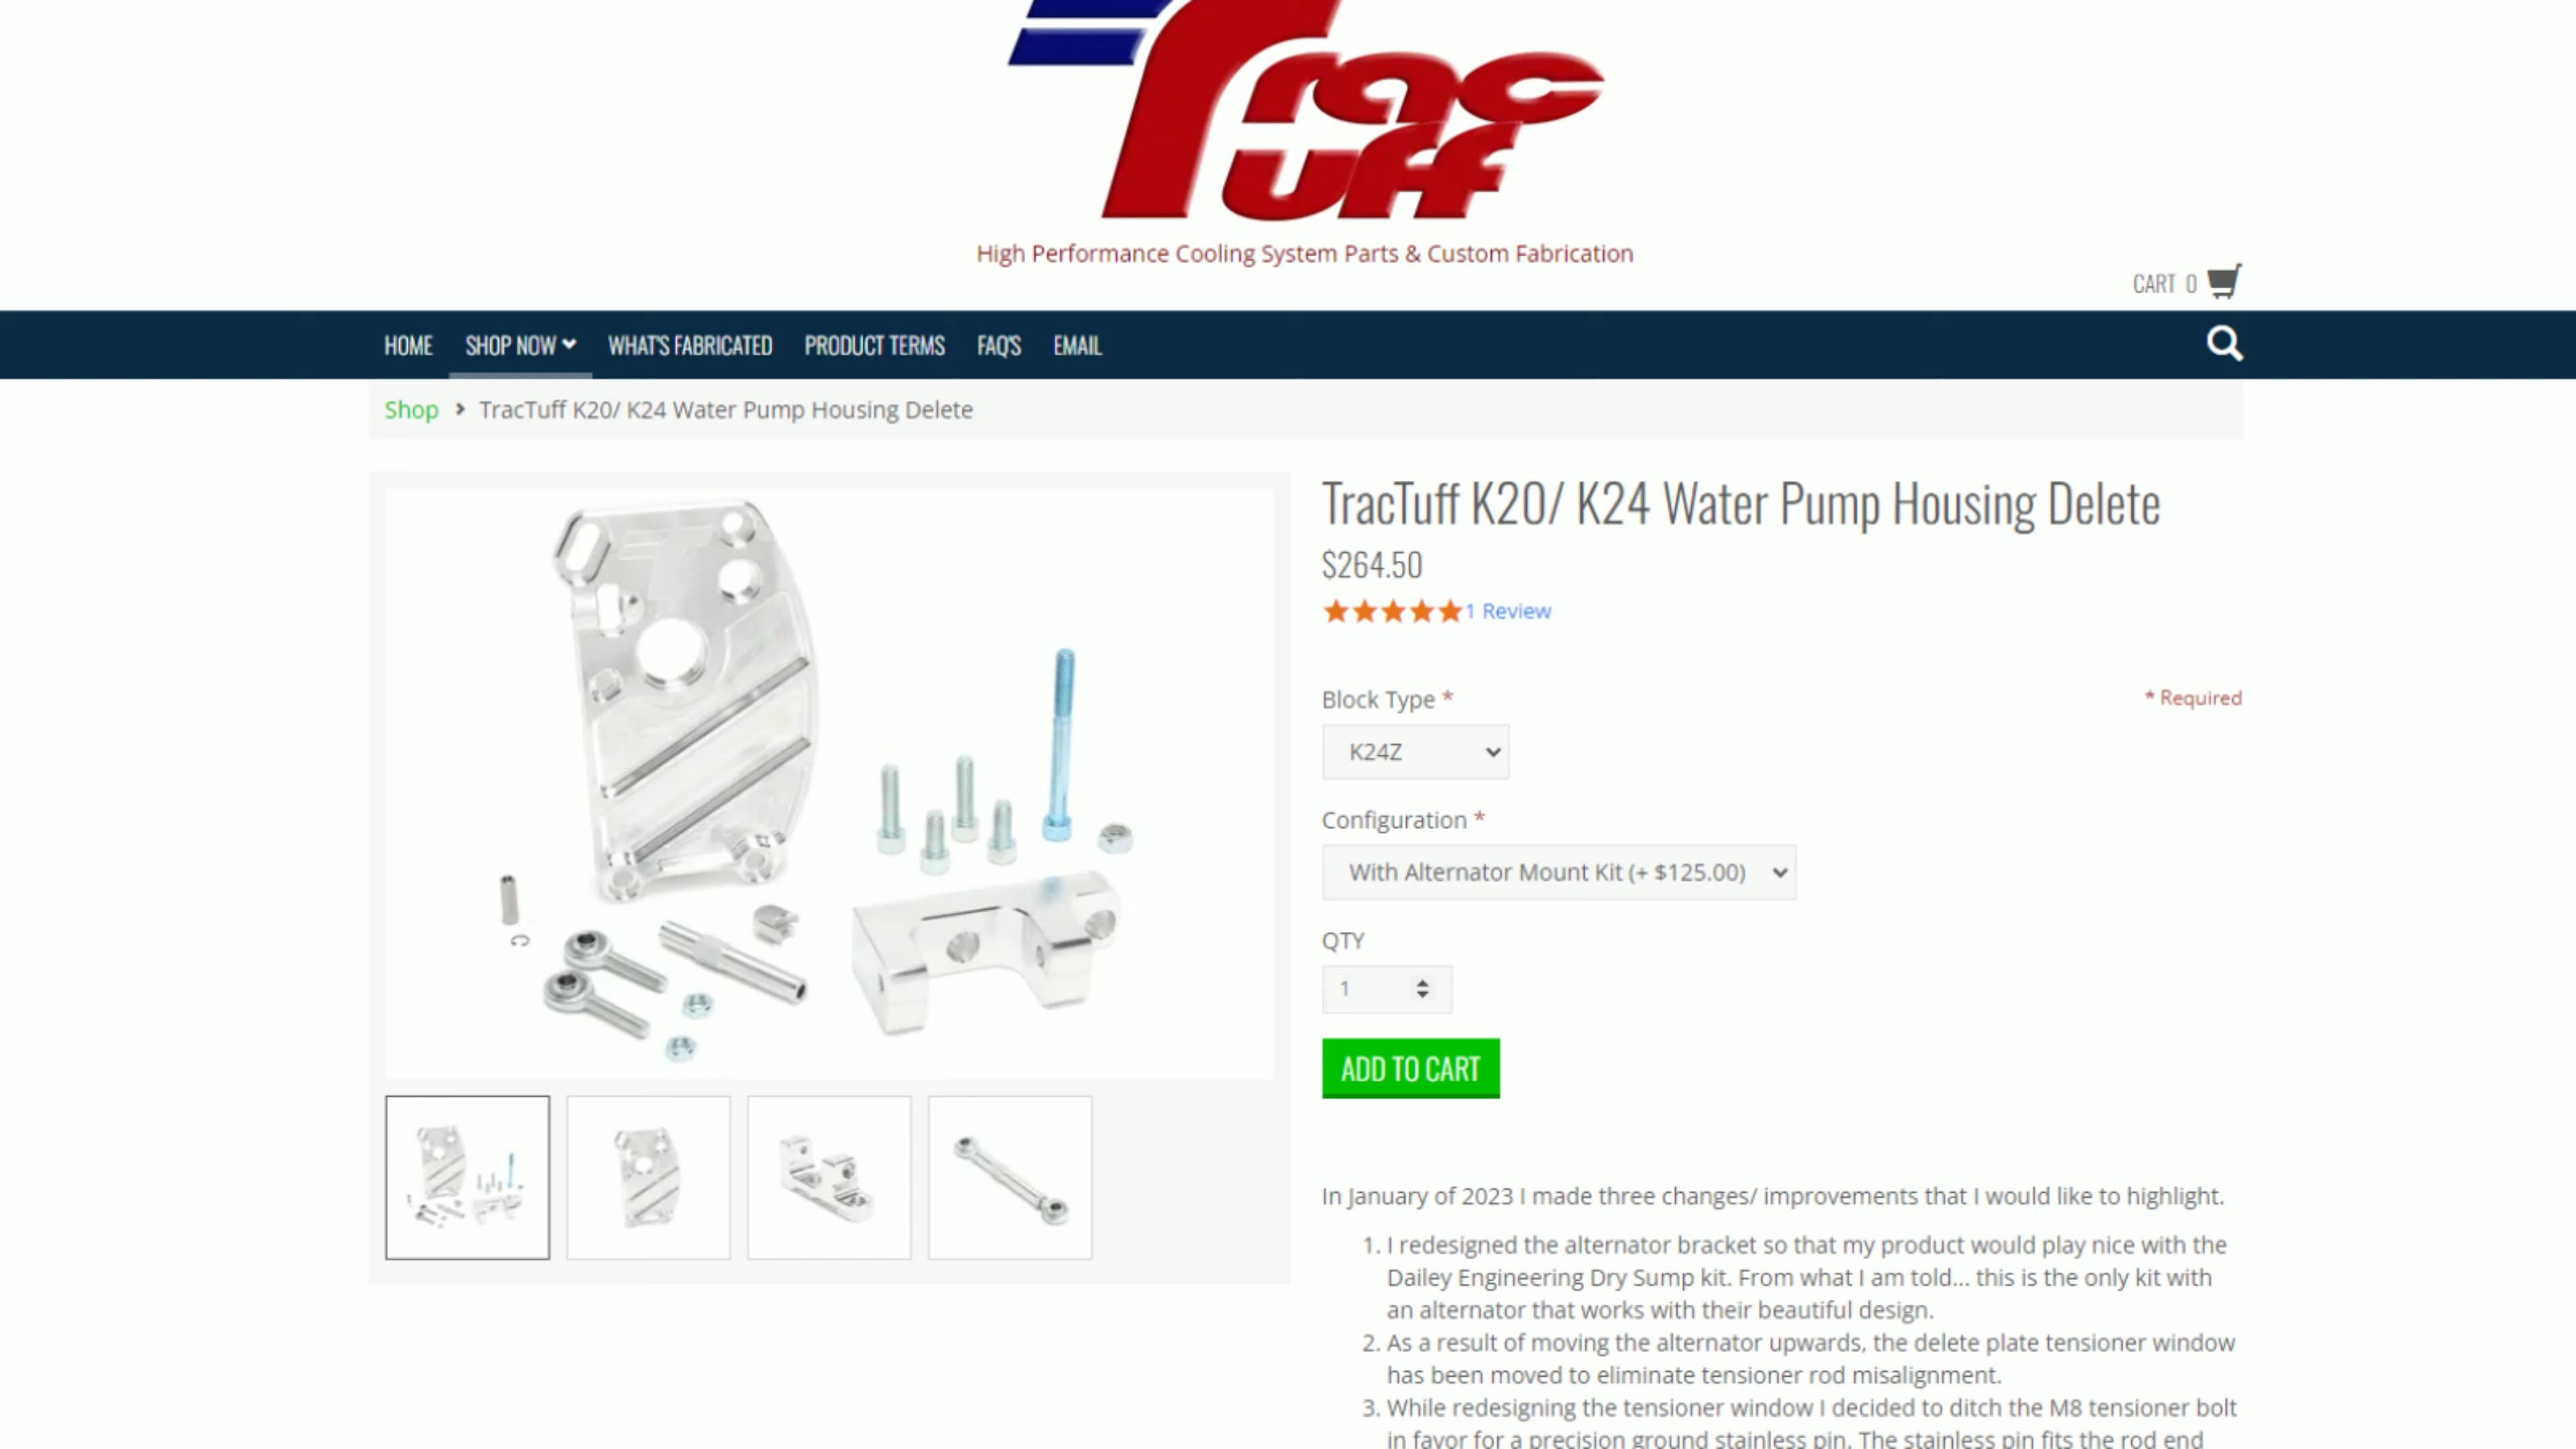 Trac
Tuff
High Performance Cooling System Parts & Custom Fabrication
CART 0
HOME SHOP NOW WHAT'S FABRICATED PRODUCT TERMS FAQ'S EMAIL
Shop > TracTuff K20/ K24 Water Pump Housing Delete
TracTuff K20/ K24 Water Pump Housing Delete
$264.50
1 Review
Block Type * * Required
K24Z
Configuration *
With Alternator Mount Kit (+ $125.00)
QTY
1
ADD TO CART
In January of 2023 I made three changes/ improvements that I would like to highlight.
1. I redesigned the alternator bracket so that my product would play nice with the
Dailey Engineering Dry Sump kit. From what I am told... this is the only kit with
an alternator that works with their beautiful design.
2. As a result of moving the alternator upwards, the delete plate tensioner window
has been moved to eliminate tensioner rod misalignment.
3. While redesigning the tensioner window I decided to ditch the M8 tensioner bolt
in favor for a precision ground stainless pin. The stainless pin fits the rod end